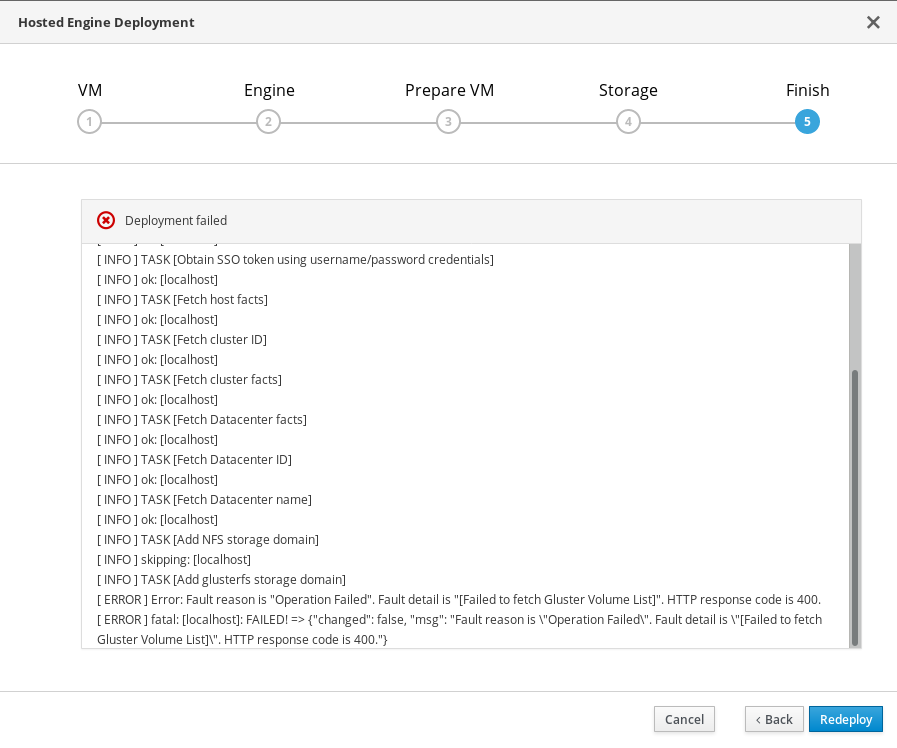 Hosted Engine Deployment
VM
Engine
Prepare VM
Storage
Finish
1
2
3
4
5
Deployment failed
[ INFO ] TASK [Obtain SSO token using username/password credentials]
[ INFO ] ok: [localhost]
[ INFO ] TASK [Fetch host facts]
[ INFO ] ok: [localhost]
[ INFO ] TASK [Fetch cluster ID]
[ INFO ] ok: [localhost]
[ INFO ] TASK [Fetch cluster facts]
[ INFO ] ok: [localhost]
[ INFO ] TASK [Fetch Datacenter facts]
[ INFO ] ok: [localhost]
[ INFO ] TASK [Fetch Datacenter ID]
[ INFO ] ok: [localhost]
[ INFO ] TASK [Fetch Datacenter name]
[ INFO ] ok: [localhost]
[ INFO ] TASK [Add NFS storage domain]
[ INFO ] skipping: [localhost]
[ INFO ] TASK [Add glusterfs storage domain]
[ ERROR ] Error: Fault reason is "Operation Failed". Fault detail is "[Failed to fetch Gluster Volume List]". HTTP response code is 400.
[ ERROR ] fatal: [localhost]: FAILED! => {"changed": false, "msg": "Fault reason is \"Operation Failed\". Fault detail is \"[Failed to fetch
Gluster Volume List]\". HTTP response code is 400."}
Cancel
‹ Back
Redeploy